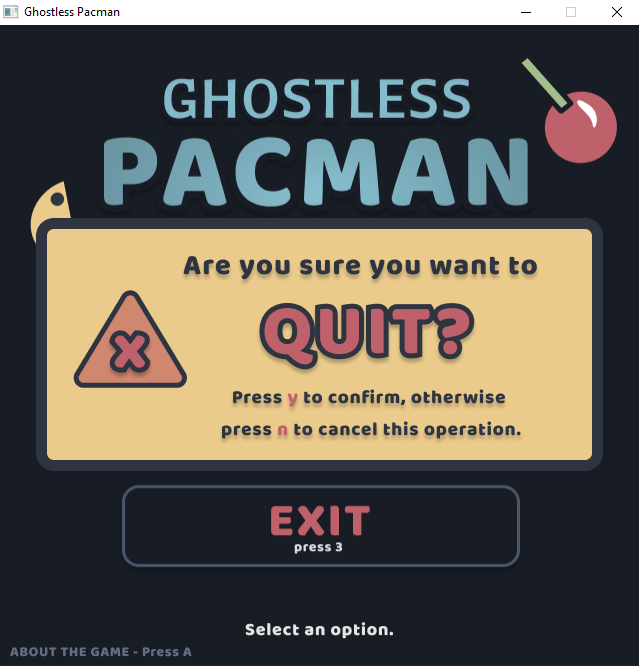 Ghostless Pacman
GHOSTLESS
PACMAN
Are you sure you want to
QUIT?
X
Press y to confirm, otherwise
press n to cancel this operation.
EXIT
press 3
Select an option.
ABOUT THE GAME - Press A